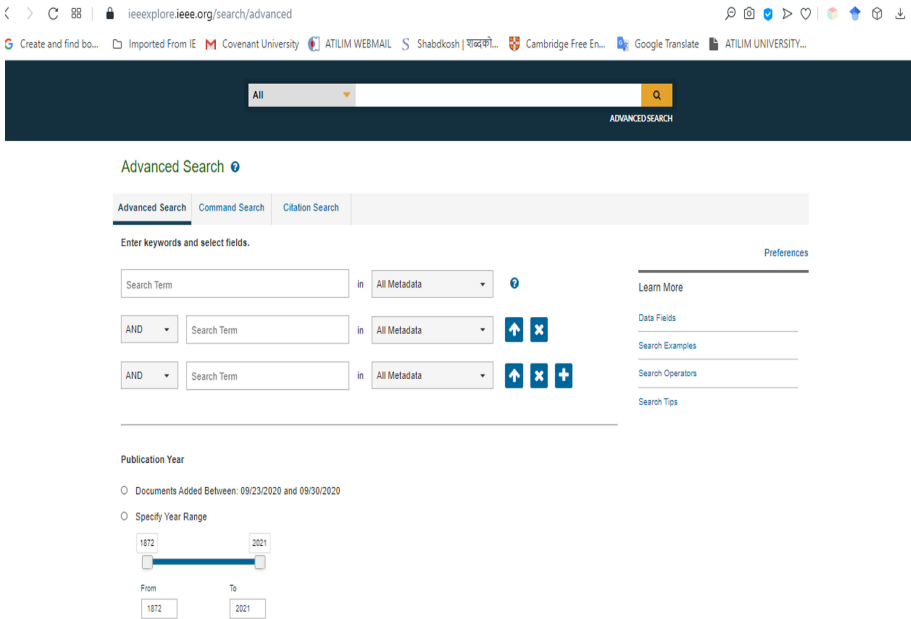 ieeexplore.ieee.org/search/advanced
G Create and find bo... Imported From IE M Covenant University ATILIM WEBMAIL S Shabdkosh | शब्दको... Cambridge Free En... Google Translate ATILIM UNIVERSITY...
All
ADVANCED SEARCH
Advanced Search ?
Advanced Search Command Search Citation Search
Enter keywords and select fields.
Preferences
Search Term in All Metadata ?
Learn More
Data Fields
AND Search Term in All Metadata
Search Examples
AND Search Term in All Metadata
Search Operators
Search Tips
Publication Year
Documents Added Between: 09/23/2020 and 09/30/2020
Specify Year Range
1872 2021
From To
1872 2021